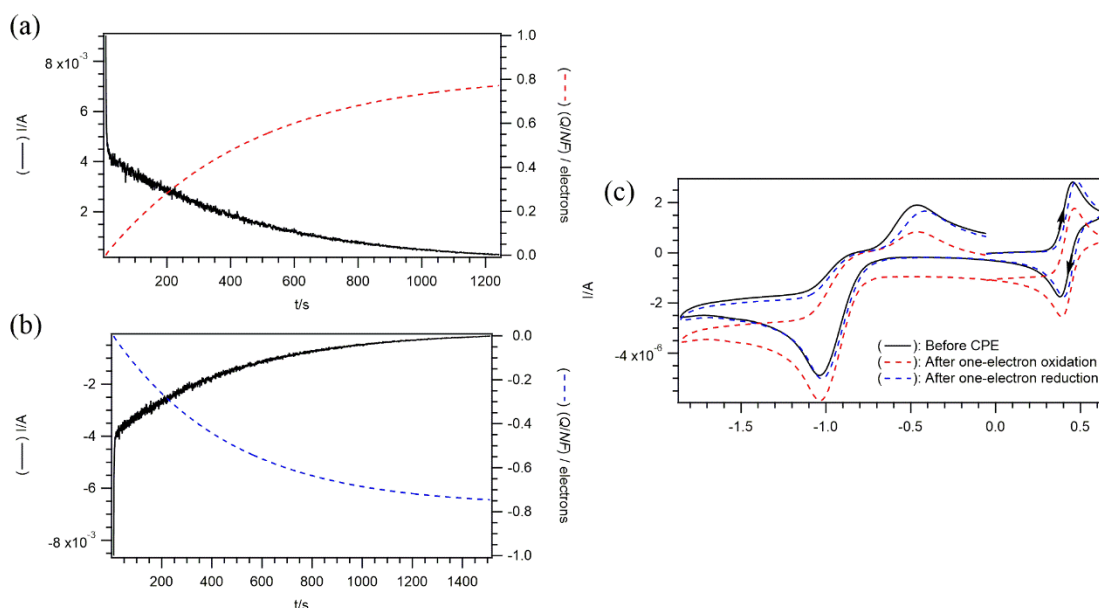 (a)
8 x10⁻³
6
4
2
(——) I/A
1.0
0.8
0.6
0.4
0.2
0.0
(- - -) (Q/NF) / electrons
200
400
600
800
1000
1200
t/s
(b)
-2
-4
-6
-8 x10⁻³
(——) I/A
0.0
-0.2
-0.4
-0.6
-0.8
-1.0
(- - -) (Q/NF) / electrons
200
400
600
800
1000
1200
1400
t/s
(c)
2
0
-2
-4 x10⁻⁶
I/A
(——): Before CPE
(- - -): After one-electron oxidation
(- - -): After one-electron reduction
-1.5
-1.0
-0.5
0.0
0.5